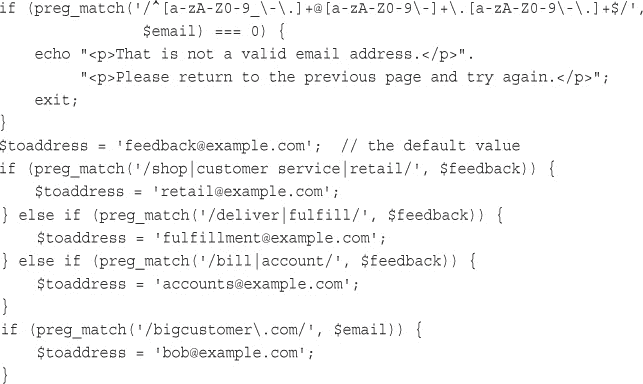 if (preg_match('/^[a-zA-Z0-9_\-\.]+@[a-zA-Z0-9\-]+\.[a-zA-Z0-9\-\.]+$/',
$email) === 0) {
echo "<p>That is not a valid email address.</p>".
"<p>Please return to the previous page and try again.</p>";
exit;
}
$toaddress = 'feedback@example.com';  // the default value
if (preg_match('/shop|customer service|retail/', $feedback)) {
$toaddress = 'retail@example.com';
} else if (preg_match('/deliver|fulfill/', $feedback)) {
$toaddress = 'fulfillment@example.com';
} else if (preg_match('/bill|account/', $feedback)) {
$toaddress = 'accounts@example.com';
}
if (preg_match('/bigcustomer\.com/', $email)) {
$toaddress = 'bob@example.com';
}